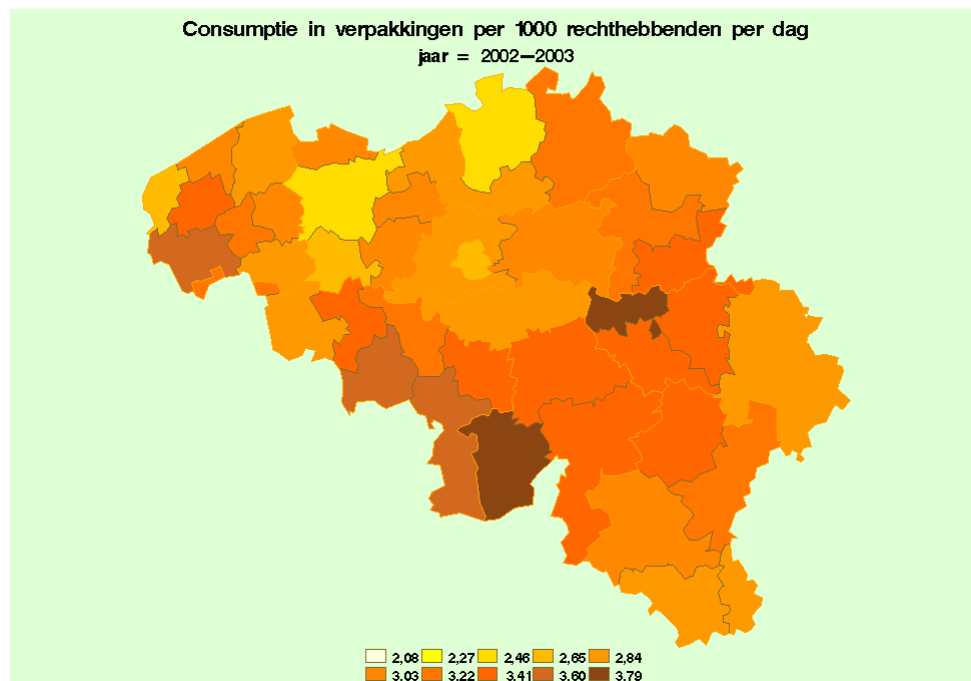 Consumptie in verpakkingen per 1000 rechthebbenden per dag
jaar = 2002-2003
2,08 2,27 2,46 2,65 2,84
3,03 3,22 3,41 3,60 3,79